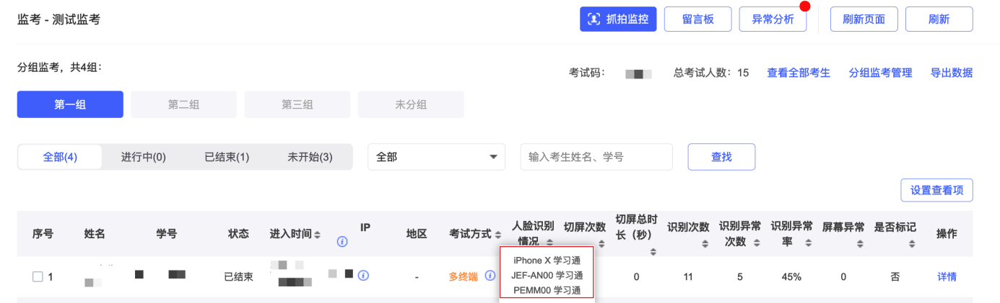 监考 - 测试监考
抓拍监控 留言板 异常分析 刷新页面 刷新
分组监考，共4组：
考试码： 总考试人数：15 查看全部考生 分组监考管理 导出数据
第一组 第二组 第三组 未分组
全部(4) 进行中(0) 已结束(1) 未开始(3) 全部 输入考生姓名、学号 查找
设置查看项
序号 姓名 学号 状态 进入时间 IP 地区 考试方式 人脸识别情况 切屏次数 切屏总时长（秒） 识别次数 识别异常次数 识别异常率 屏幕异常 是否标记 操作
1 已结束 - 多终端 0 11 5 45% 0 否 详情
iPhone X 学习通
JEF-AN00 学习通
PEMM00 学习通